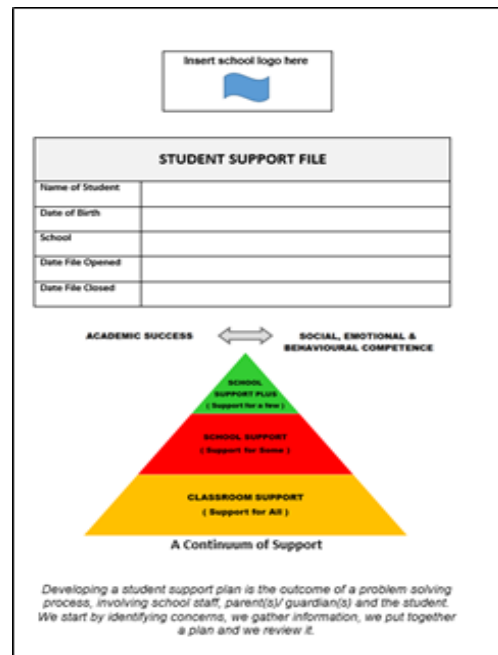 Insert school logo here
STUDENT SUPPORT FILE
Name of Student
Date of Birth
School
Date File Opened
Date File Closed
ACADEMIC SUCCESS
SOCIAL, EMOTIONAL &
BEHAVIOURAL COMPETENCE
SCHOOL
SUPPORT PLUS
( Support for a few )
SCHOOL SUPPORT
( Support for Some )
CLASSROOM SUPPORT
( Support for All )
A Continuum of Support
Developing a student support plan is the outcome of a problem solving
process, involving school staff, parent(s)/ guardian(s) and the student.
We start by identifying concerns, we gather information, we put together
a plan and we review it.